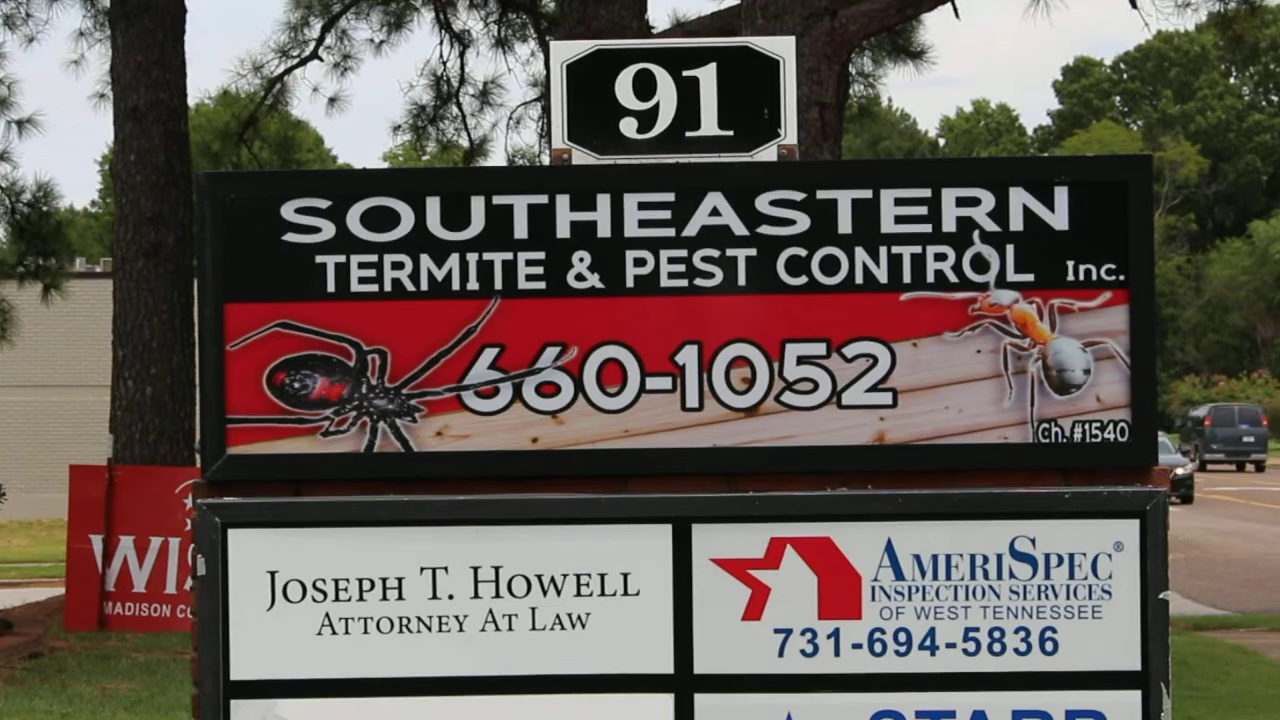 91
SOUTHEASTERN
TERMITE & PEST CONTROL Inc.
660-1052
Ch. #1540
JOSEPH T. HOWELL
ATTORNEY AT LAW
AMERISPEC®
INSPECTION SERVICES
OF WEST TENNESSEE
731-694-5836
MADISON